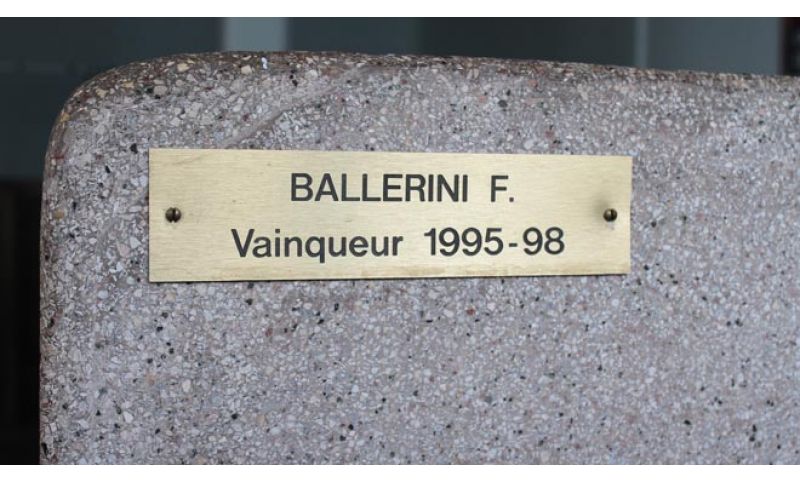 BALLERINI F.
Vainqueur 1995-98